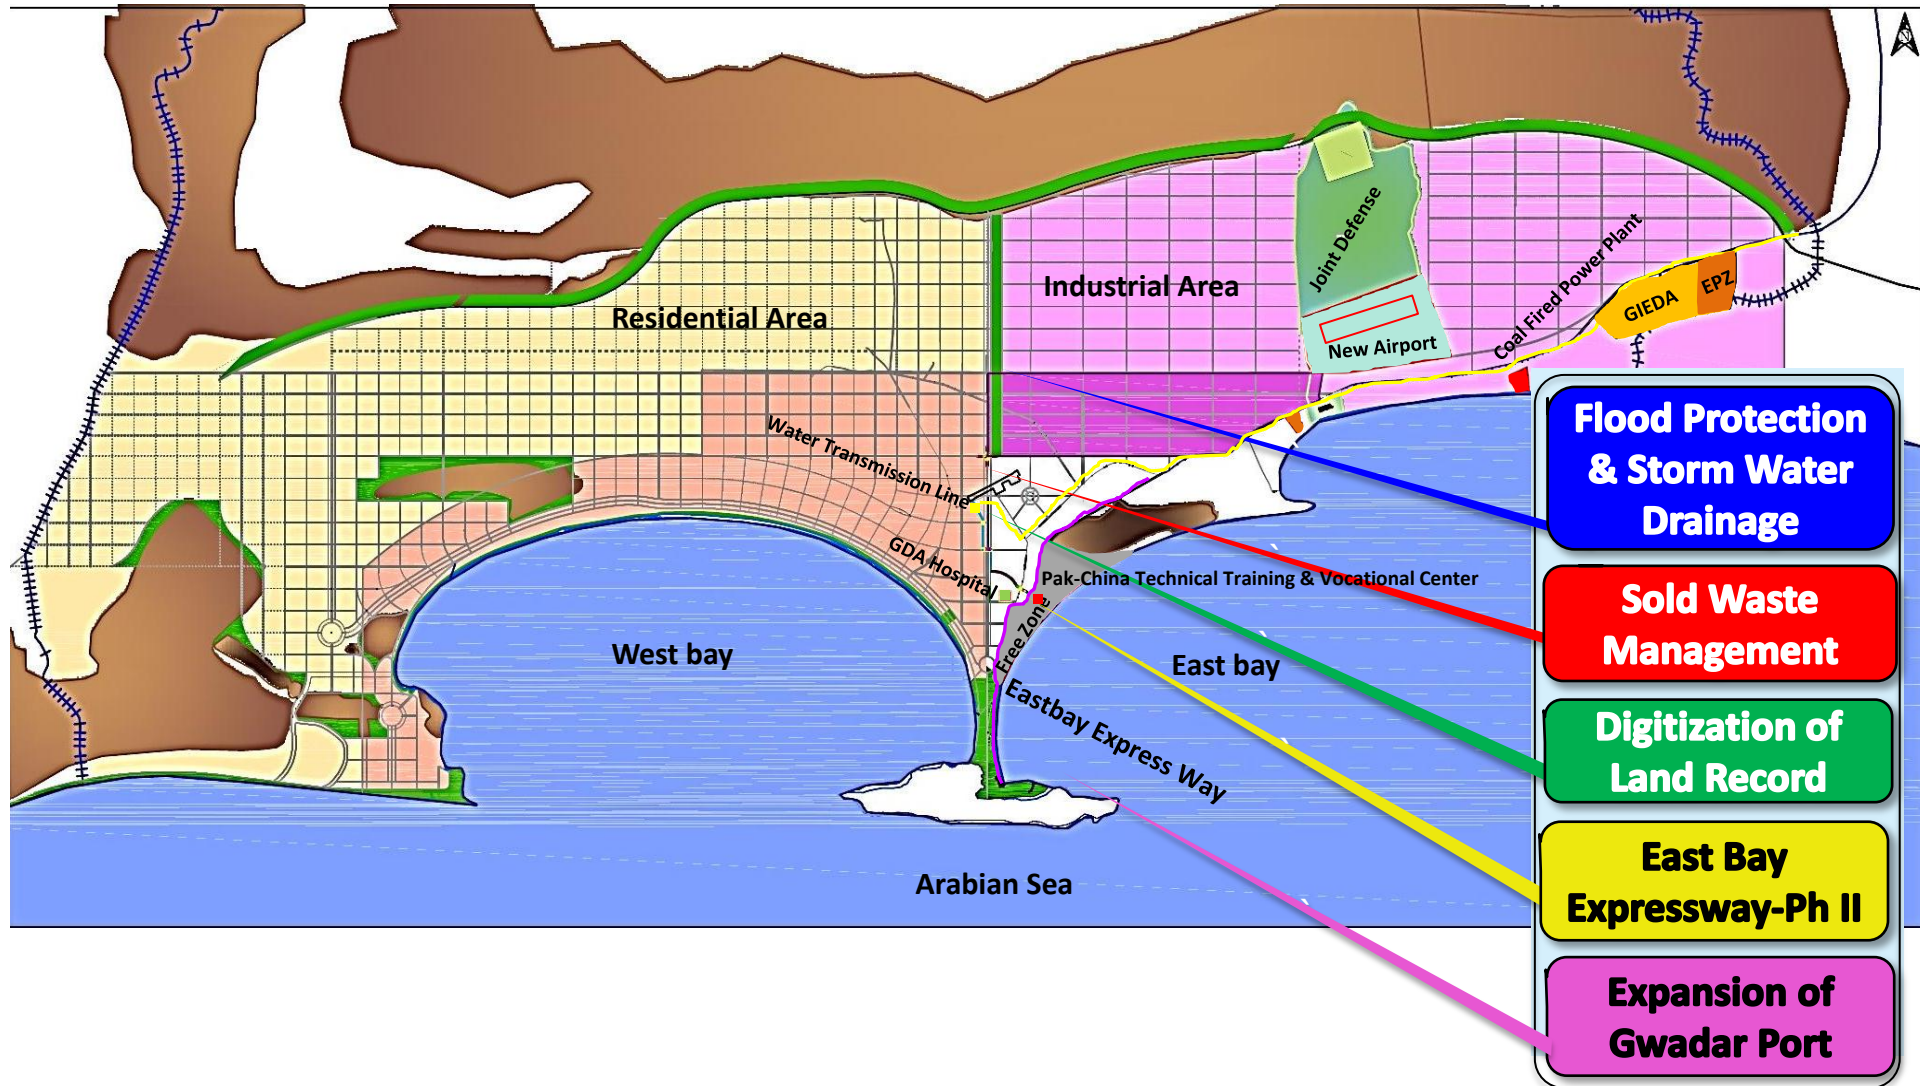 N
Joint Defense
Industrial Area
Residential Area
New Airport
Coal Fired Power Plant
GIEDA
EPZ
Water Transmission Line
GDA Hospital
Pak-China Technical Training & Vocational Center
Free Zone
West bay
East bay
Eastbay Express Way
Arabian Sea
Flood Protection
& Storm Water
Drainage
Sold Waste
Management
Digitization of
Land Record
East Bay
Expressway-Ph II
Expansion of
Gwadar Port